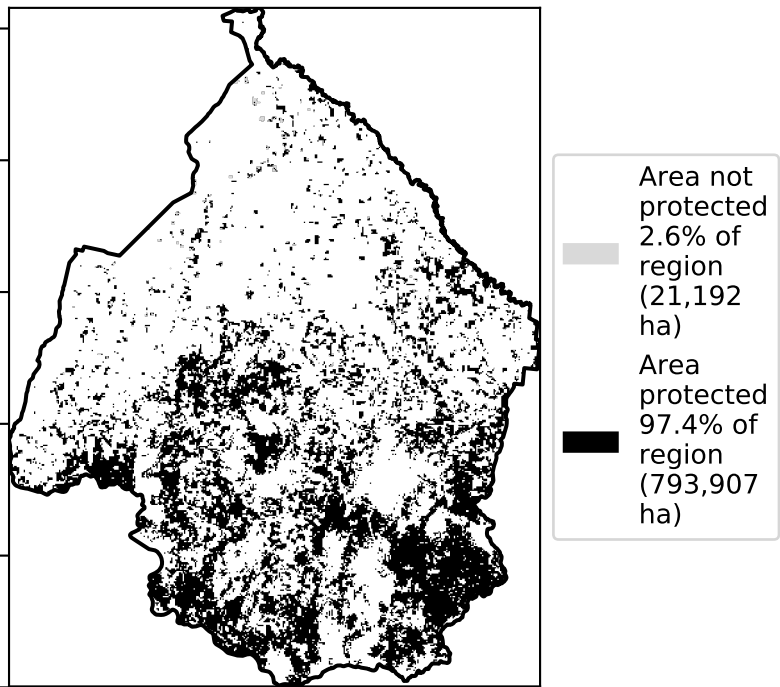 Area not
protected
2.6% of
region
(21,192
ha)
Area
protected
97.4% of
region
(793,907
ha)